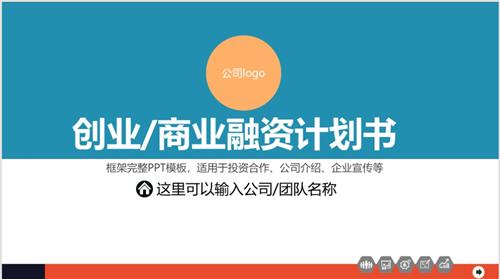 公司logo
创业/商业融资计划书
框架完整PPT模板，适用于投资合作、公司介绍、企业宣传等
这里可以输入公司/团队名称